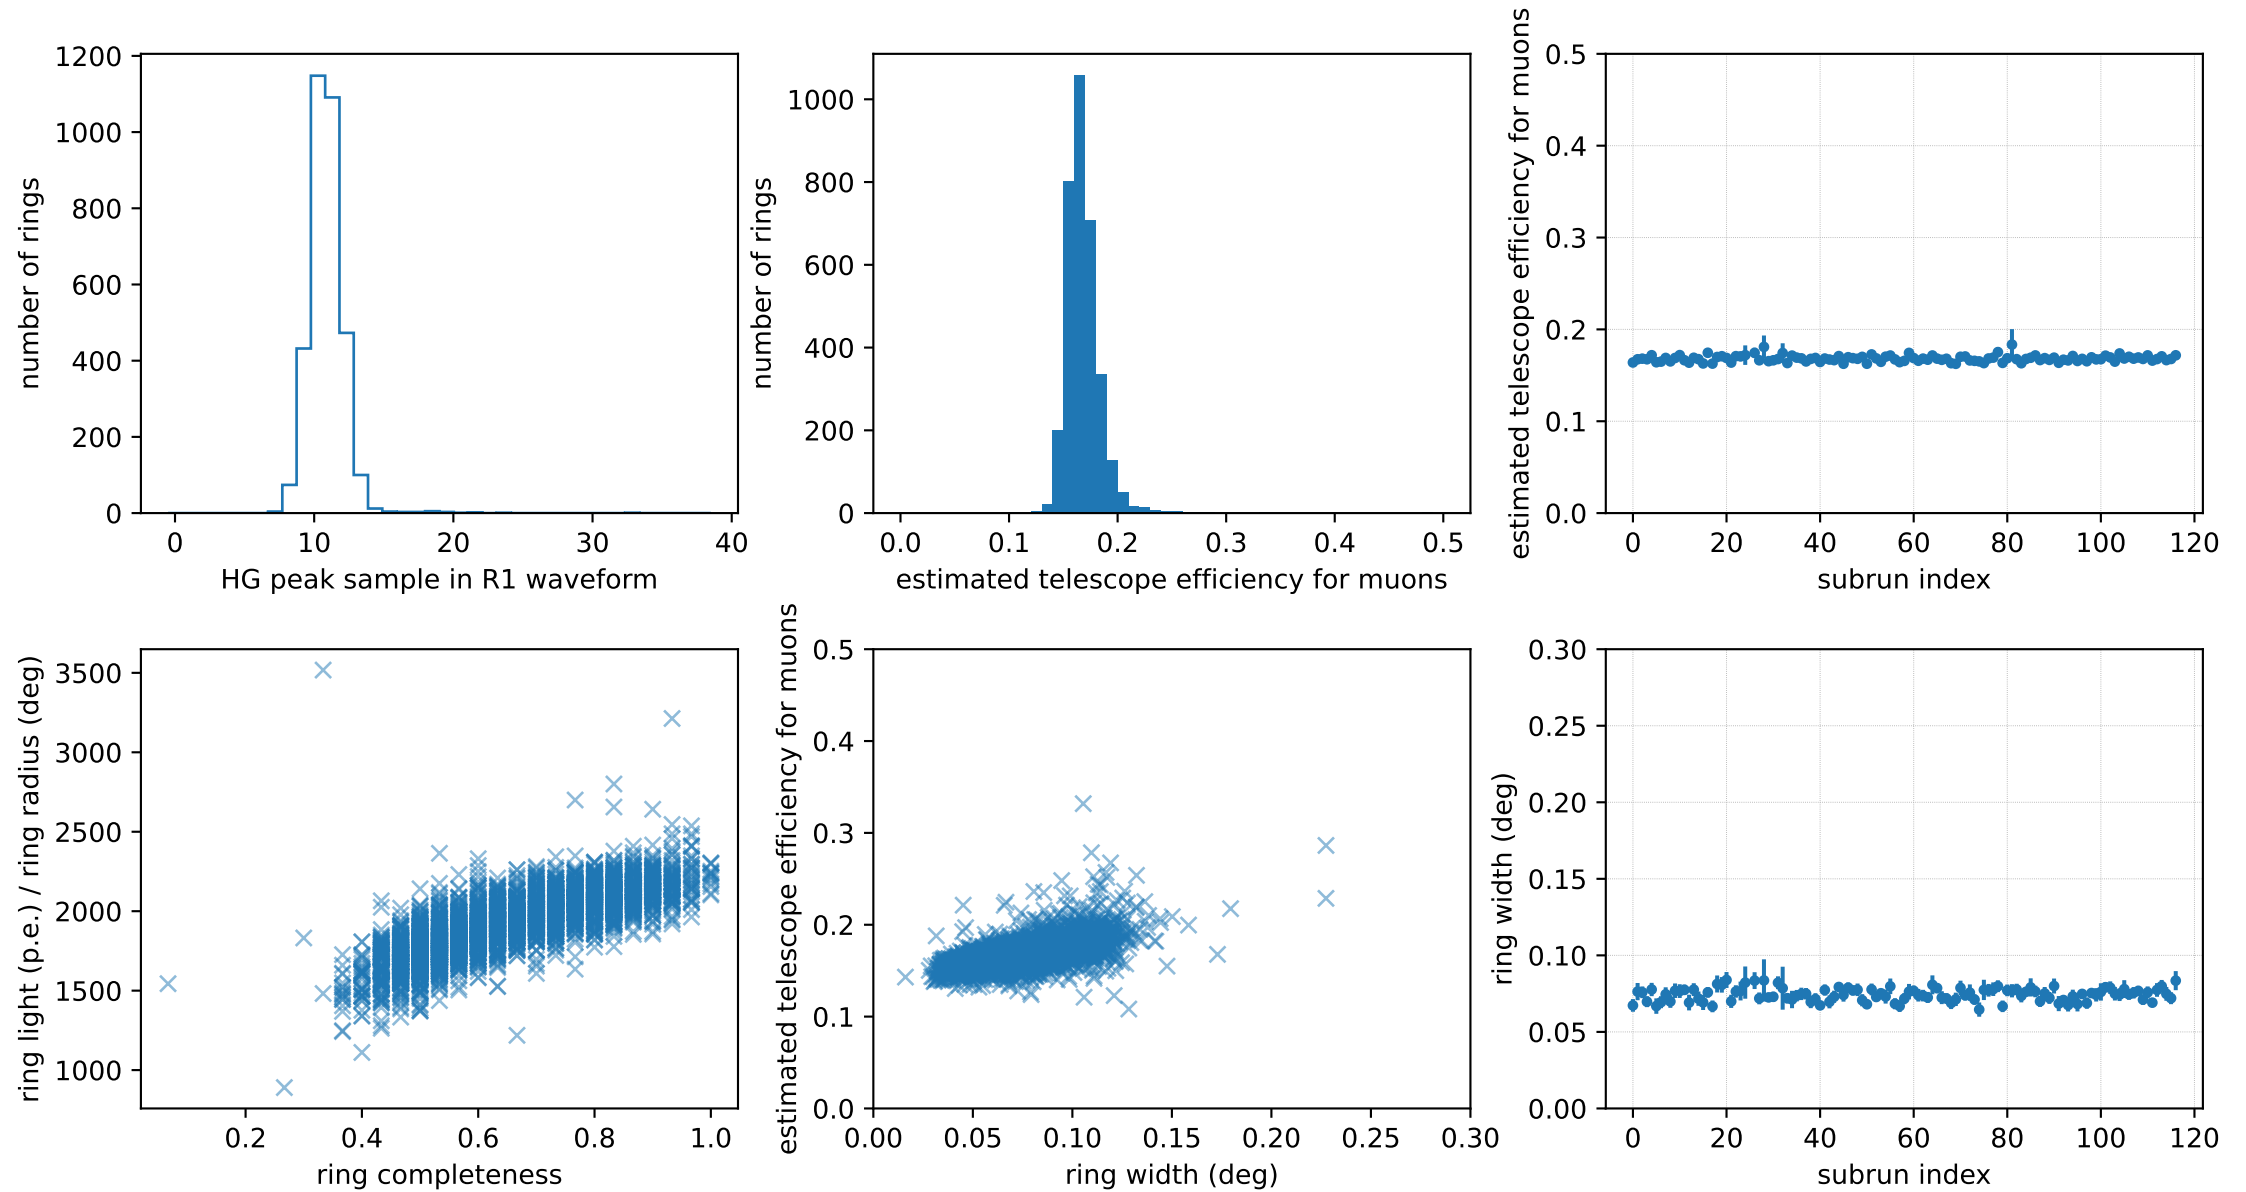 number of rings
1200
1000
800
600
400
200
0
0 10 20 30 40
HG peak sample in R1 waveform
number of rings
1000
800
600
400
200
0
0.0 0.1 0.2 0.3 0.4 0.5
estimated telescope efficiency for muons
estimated telescope efficiency for muons
0.5
0.4
0.3
0.2
0.1
0.0
0 20 40 60 80 100 120
subrun index
ring light (p.e.) / ring radius (deg)
3500
3000
2500
2000
1500
1000
0.2 0.4 0.6 0.8 1.0
ring completeness
estimated telescope efficiency for muons
0.5
0.4
0.3
0.2
0.1
0.0
0.00 0.05 0.10 0.15 0.20 0.25 0.30
ring width (deg)
ring width (deg)
0.30
0.25
0.20
0.15
0.10
0.05
0.00
0 20 40 60 80 100 120
subrun index